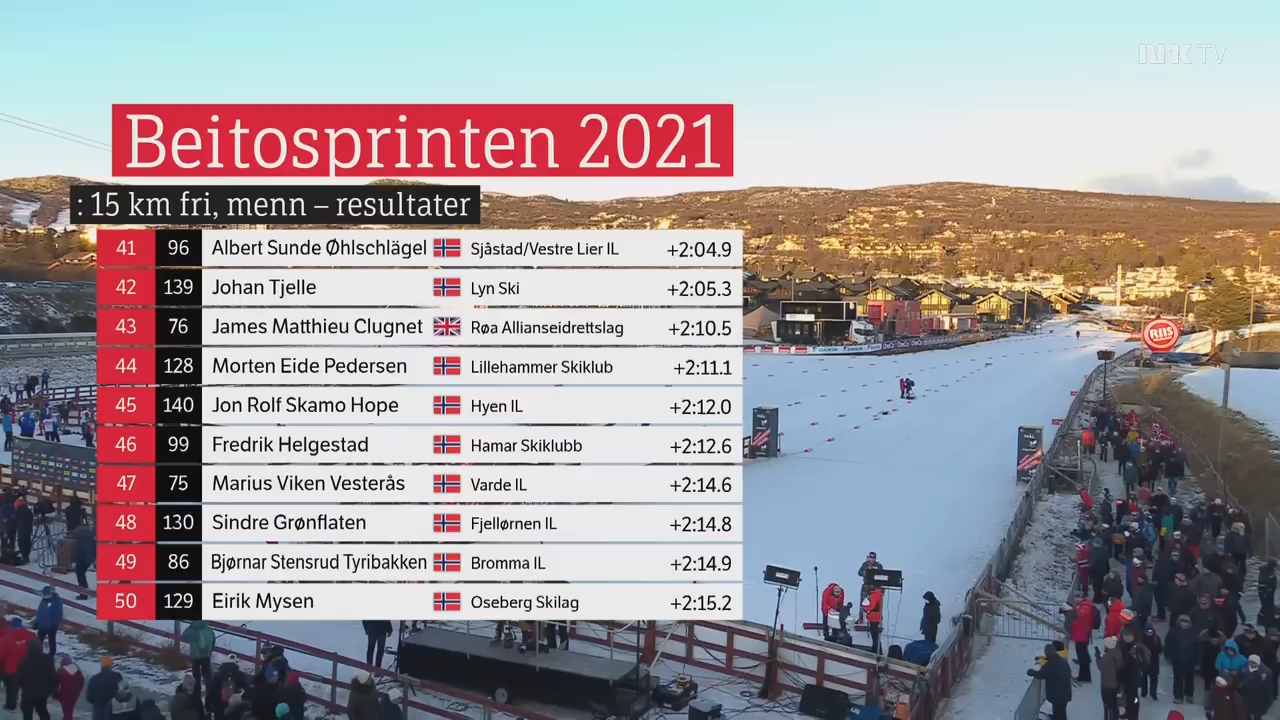 NRK TV
Beitosprinten 2021
: 15 km fri, menn – resultater
41 96 Albert Sunde Øhlschlägel Sjåstad/Vestre Lier IL +2:04.9
42 139 Johan Tjelle Lyn Ski +2:05.3
43 76 James Matthieu Clugnet Røa Allianseidrettslag +2:10.5
44 128 Morten Eide Pedersen Lillehammer Skiklub +2:11.1
45 140 Jon Rolf Skamo Hope Hyen IL +2:12.0
46 99 Fredrik Helgestad Hamar Skiklubb +2:12.6
47 75 Marius Viken Vesterås Varde IL +2:14.6
48 130 Sindre Grønflaten Fjellørnen IL +2:14.8
49 86 Bjørnar Stensrud Tyribakken Bromma IL +2:14.9
50 129 Eirik Mysen Oseberg Skilag +2:15.2
RIIS
MÅL
MÅL